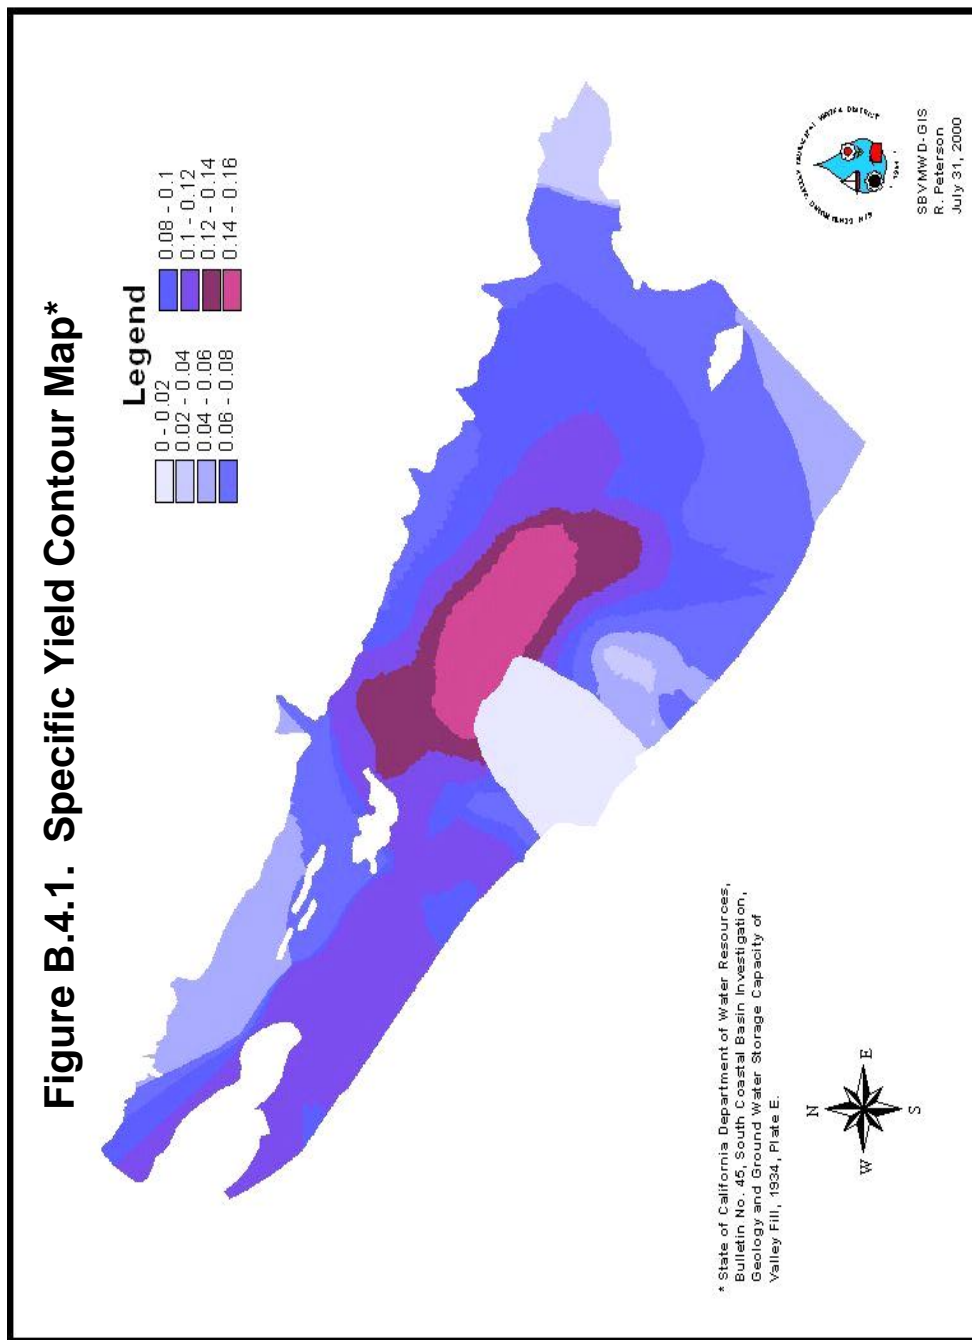 Figure B.4.1. Specific Yield Contour Map*
Legend
0 - 0.02
0.02 - 0.04
0.04 - 0.06
0.06 - 0.08
0.08 - 0.1
0.1 - 0.12
0.12 - 0.14
0.14 - 0.16
* State of California Department of Water Resources,
Bulletin No. 45, South Coastal Basin Investigation,
Geology and Ground Water Storage Capacity of
Valley Fill, 1934, Plate E.
N
W
E
S
SBVMWD-GIS
R. Peterson
July 31, 2000